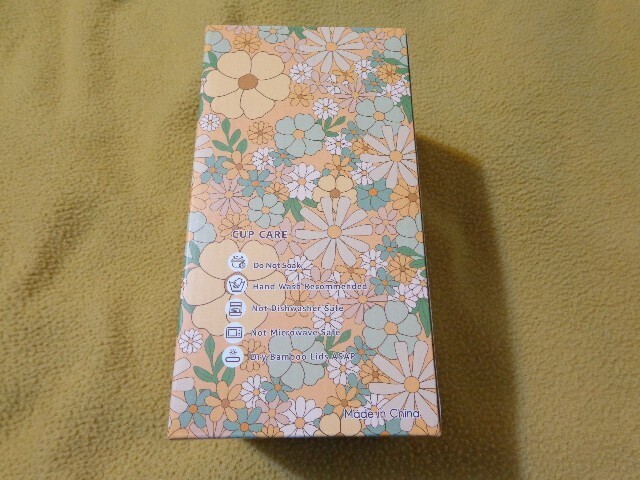 CUP CARE
Do Not Soak
Hand Wash Recommended
Not Dishwasher Safe
Not Microwave Safe
Dry Bamboo Lids ASAP
Made in China